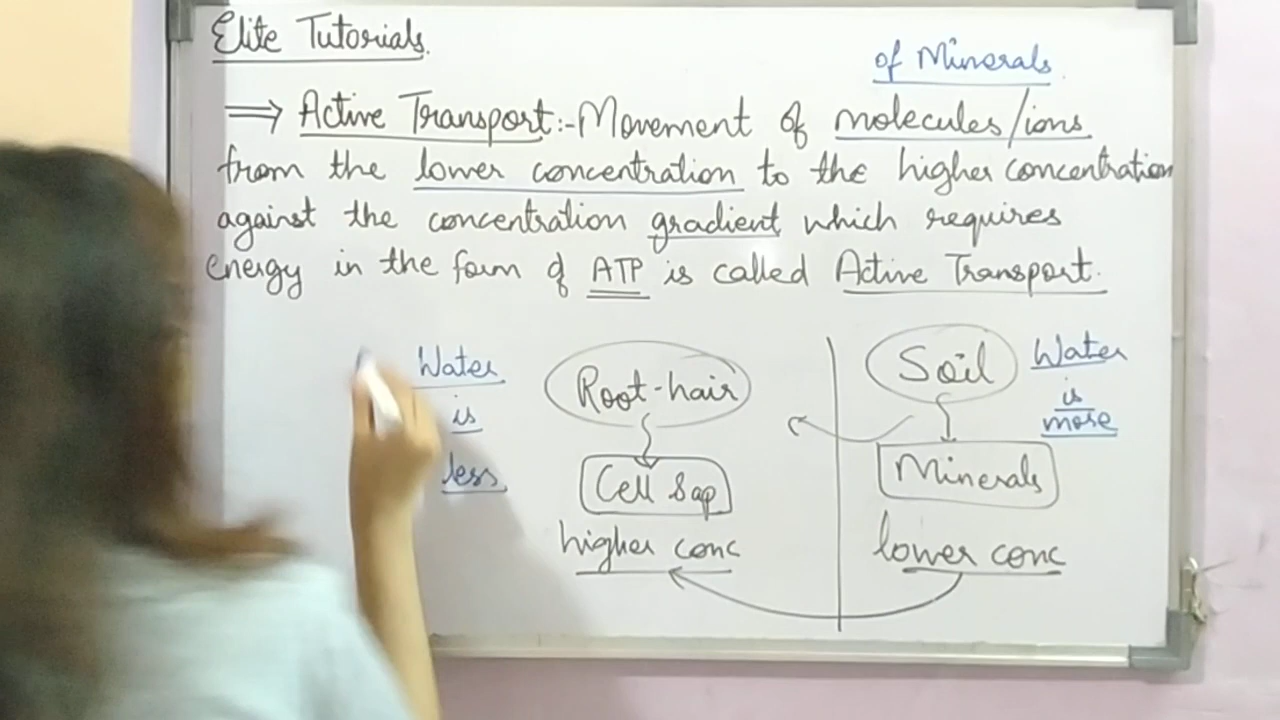 Elite Tutorials.
of Minerals
⟹ Active Transport:- Movement of molecules/ions
from the lower concentration to the higher concentration
against the concentration gradient which requires
energy in the form of ATP is called Active Transport.
Water
is
less
Root-hair
Cell Sap
higher conc
Soil
Minerals
lower conc
Water
is
more